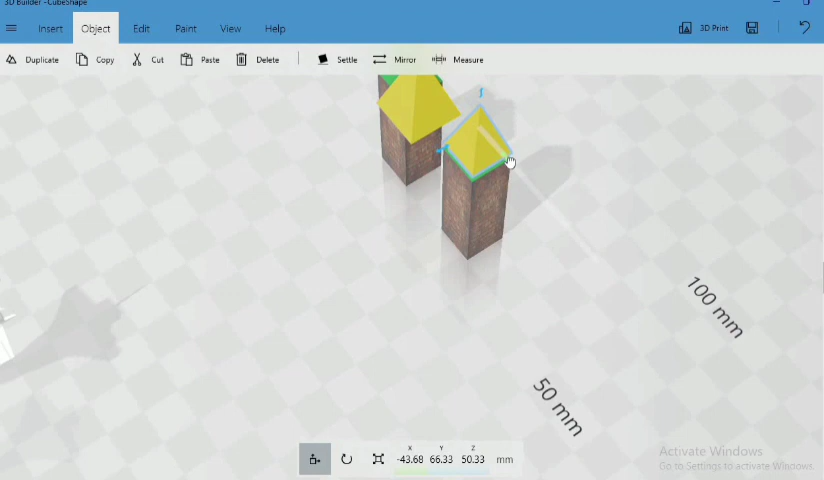 3D Builder - CubeShape
Insert Object Edit Paint View Help 3D Print
Duplicate Copy Cut Paste Delete Settle Mirror Measure
100 mm
50 mm
Activate Windows
Go to Settings to activate Windows.
X Y Z
-43.68 66.33 50.33 mm